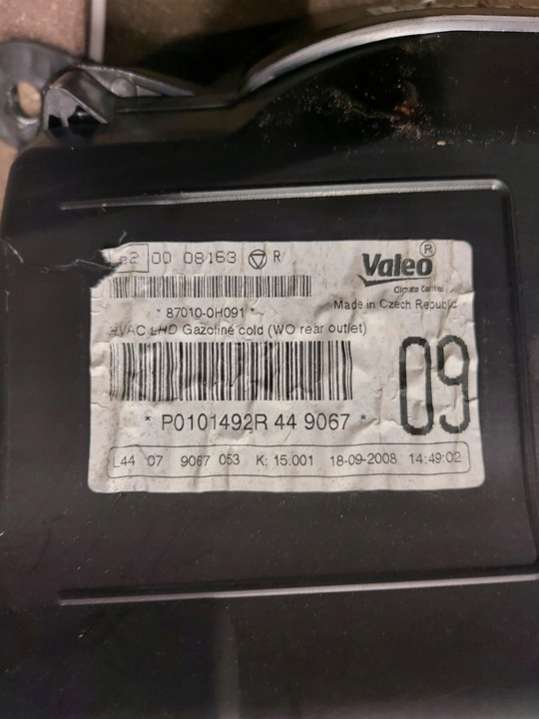 e2 00 08163 R
Valeo ®
Climate Control
Made in Czech Republic
* 87010-0H091 *
HVAC LHD Gazoline cold (WO rear outlet)
09
* P0101492R 44 9067 *
L44 07 9067 053 K: 15.001 18-09-2008 14:49:02